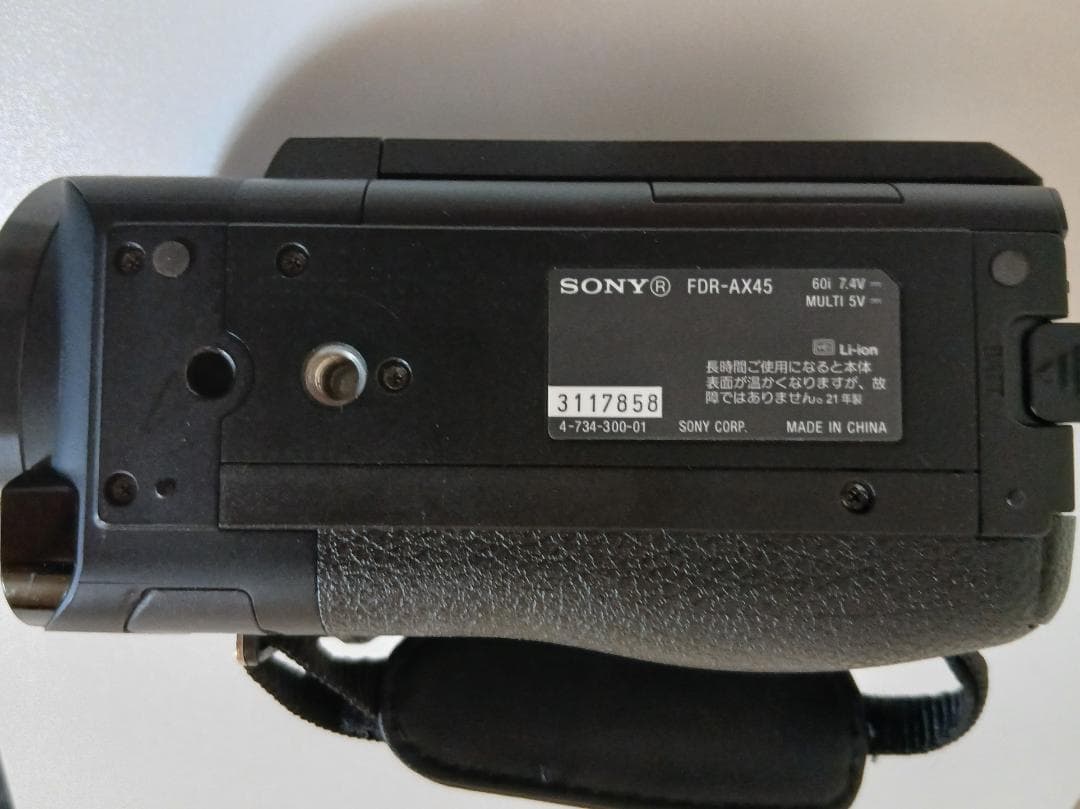 SONY® FDR-AX45
60i 7.4V ⎓
MULTI 5V ⎓
Li-ion
長時間ご使用になると本体
表面が温かくなりますが、故
障ではありません。21年製
3117858
4-734-300-01 SONY CORP. MADE IN CHINA